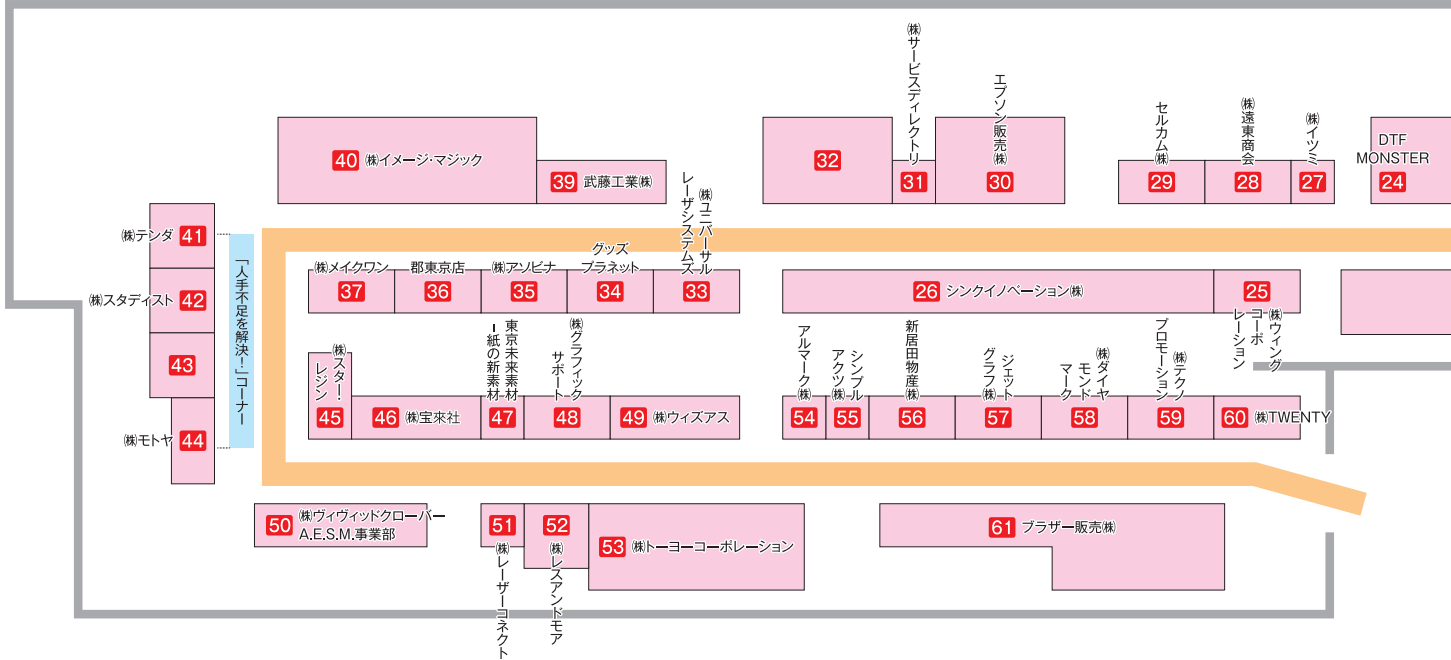 40 ㈱イメージ・マジック
39 武藤工業㈱
32
㈱サービスディレクトリ
31
エプソン販売㈱
30
セルカム㈱
29
㈱遠東商会
28
㈱イツミ
27
DTF
MONSTER
24
㈱テンダ 41
㈱スタディスト 42
43
㈱モトヤ 44
「人手不足を解決！」コーナー
㈱メイクワン
37
郡東京店
36
㈱アソビナ
35
グッズ
プラネット
34
㈱ユニバーサル
レーザシステムズ
33
26 シンクイノベーション㈱
25
㈱ウィング
コーポ
レーション
㈱スター！
レジン
45
46 ㈱宝來社
東京未来素材
-紙の新素材
47
㈱グラフィック
サポート
48
49 ㈱ウィズアス
アルマーク㈱
54
シンプル
アクツ㈱
55
新居田物産㈱
56
ジェット
グラフ㈱
57
㈱ダイヤ
モンド
マーク
58
㈱テクノ
プロモーション
59
60 ㈱TWENTY
50 ㈱ヴィヴィッドクローバー
A.E.S.M.事業部
51
㈱レーザーコネクト
52
㈱レスアンドモア
53 ㈱トーヨーコーポレーション
61 ブラザー販売㈱